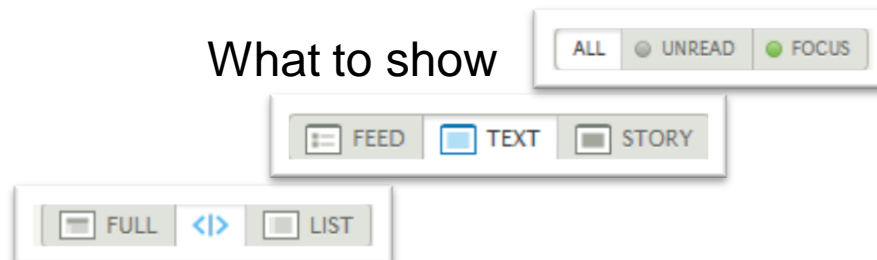 What to show
ALL UNREAD FOCUS
FEED TEXT STORY
FULL <|> LIST